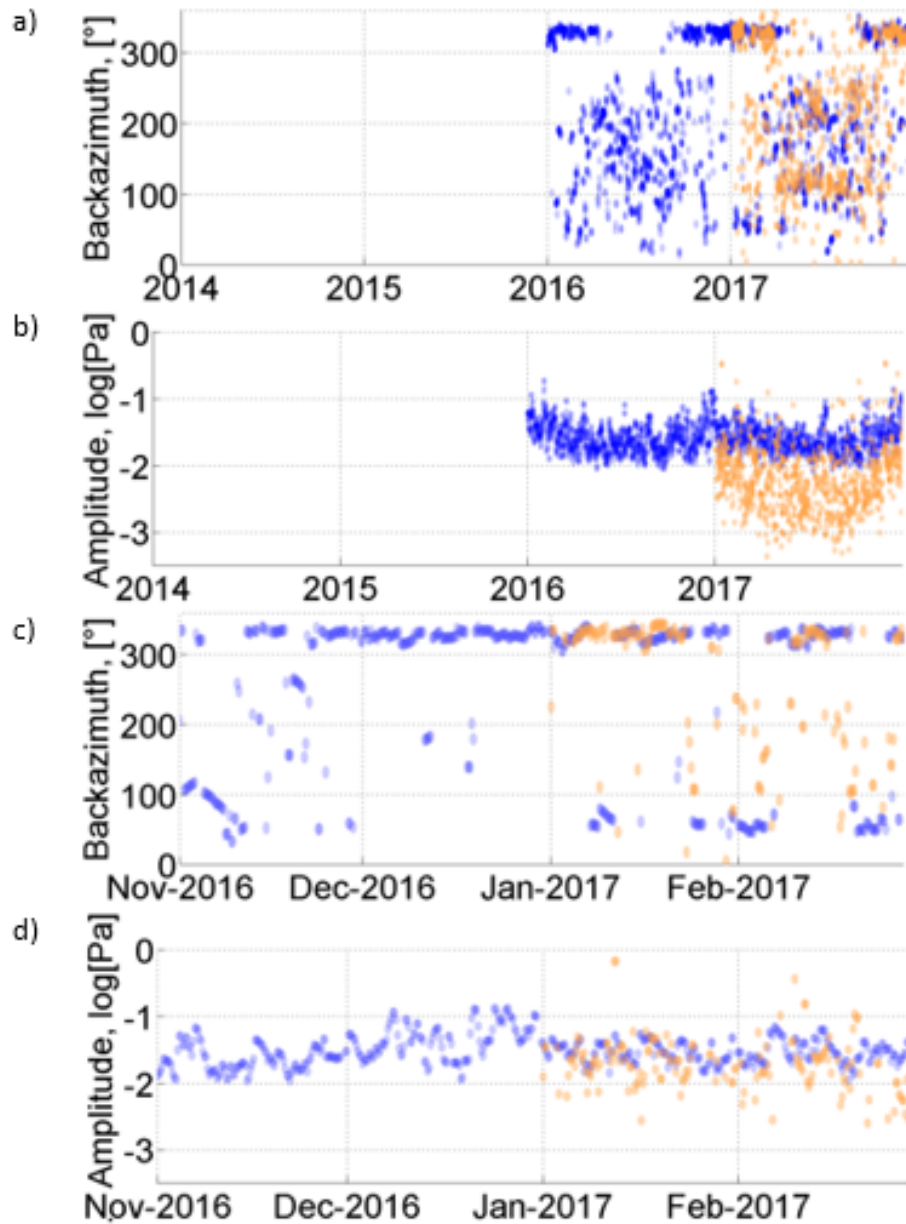 a)
Backazimuth, [°]
300
200
100
0
2014 2015 2016 2017
b)
Amplitude, log[Pa]
0
-1
-2
-3
2014 2015 2016 2017
c)
Backazimuth, [°]
300
200
100
0
Nov-2016 Dec-2016 Jan-2017 Feb-2017
d)
Amplitude, log[Pa]
0
-1
-2
-3
Nov-2016 Dec-2016 Jan-2017 Feb-2017